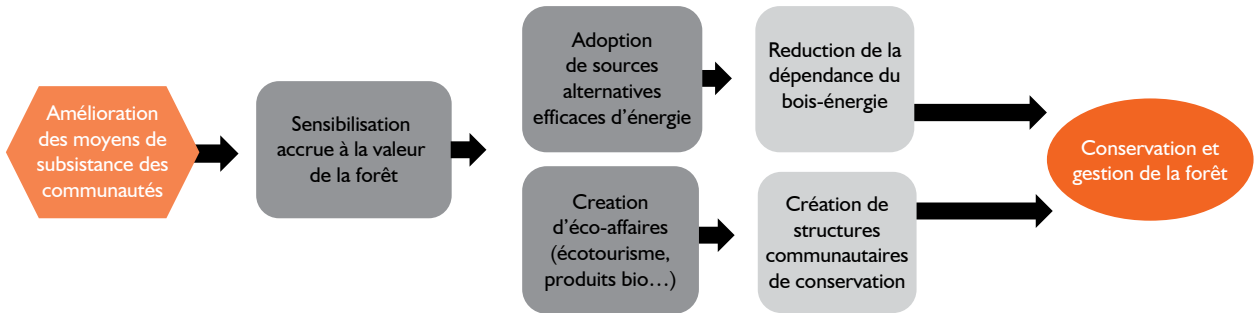 Amélioration
des moyens de
subsistance des
communautés
Sensibilisation
accrue à la valeur
de la forêt
Adoption
de sources
alternatives
efficaces d’énergie
Reduction de la
dépendance du
bois-énergie
Creation
d’éco-affaires
(écotourisme,
produits bio…)
Création de
structures
communautaires
de conservation
Conservation et
gestion de la forêt